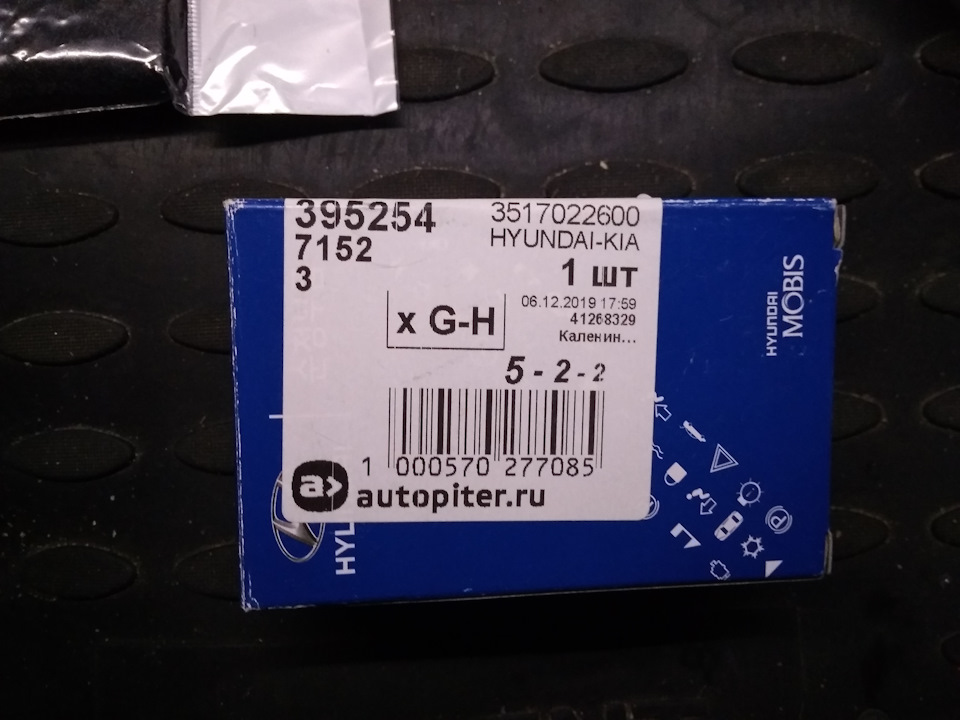 395254
7152
3
3517022600
HYUNDAI-KIA
1 шт
x G-H
06.12.2019 17:59
41268329
Каленин...
5 - 2 - 2
1 000570 277085
a>
autopiter.ru
HYUNDAI
MOBIS